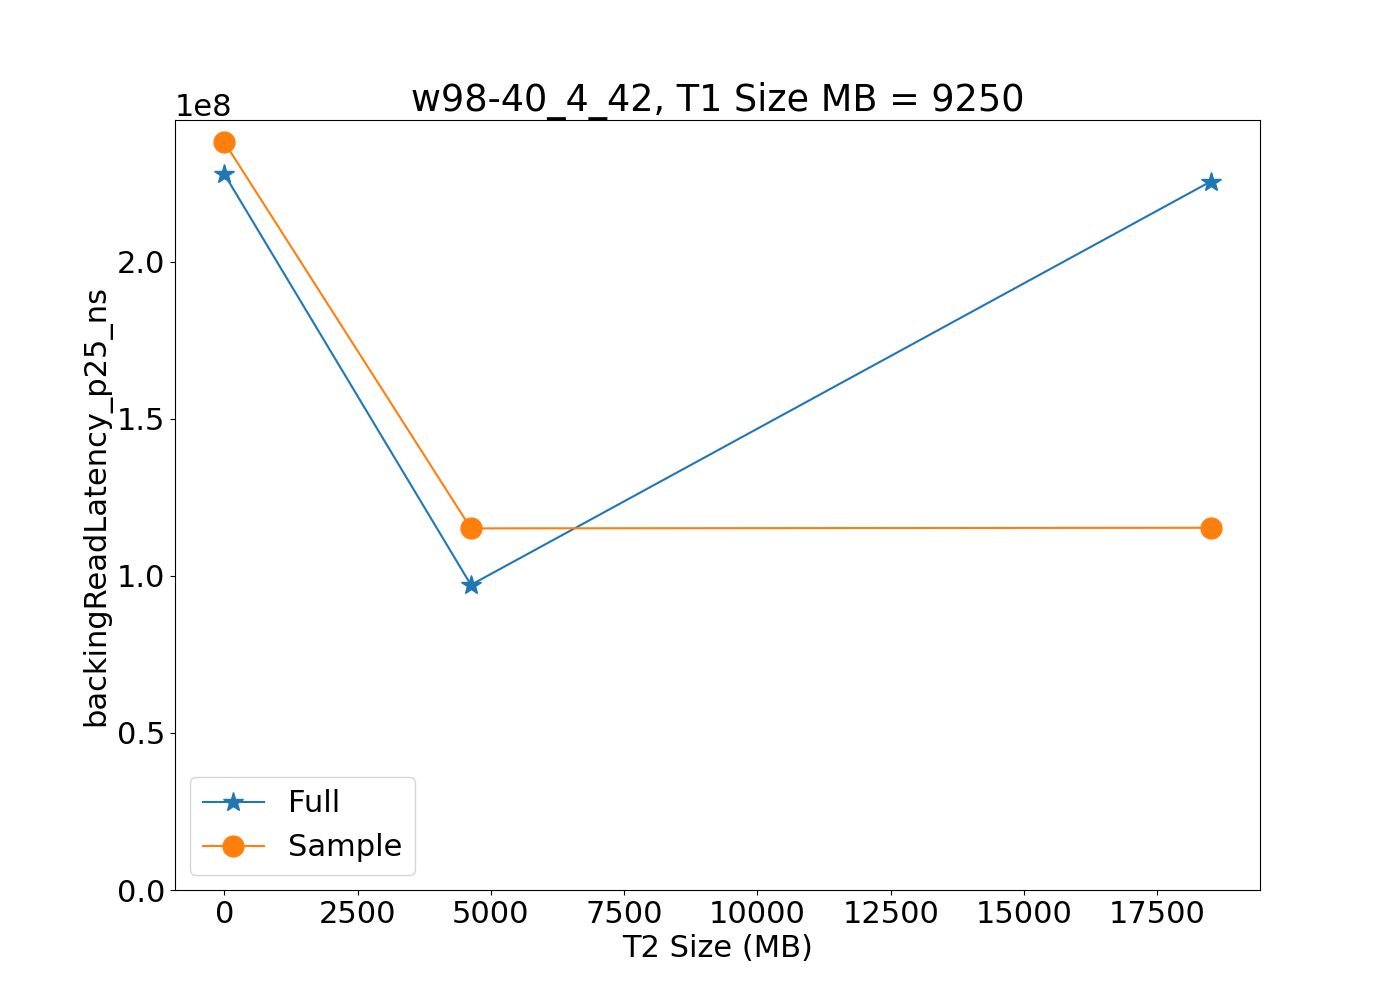 w98-40_4_42, T1 Size MB = 9250
1e8
backingReadLatency_p25_ns
2.0
1.5
1.0
0.5
0.0
Full
Sample
0 2500 5000 7500 10000 12500 15000 17500
T2 Size (MB)